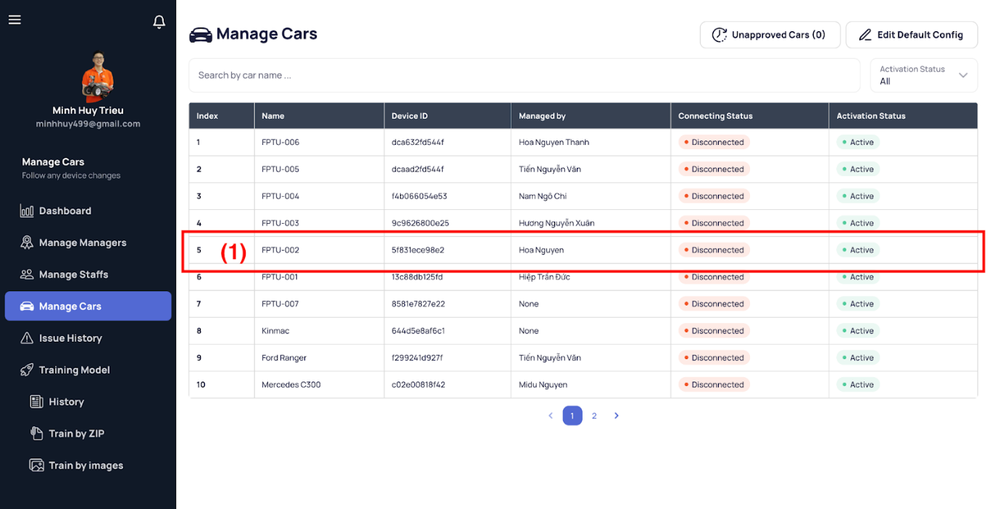 Minh Huy Trieu
minhhuy499@gmail.com
Manage Cars
Follow any device changes
Dashboard
Manage Managers
Manage Staffs
Manage Cars
Issue History
Training Model
History
Train by ZIP
Train by images
Manage Cars
Unapproved Cars (0)
Edit Default Config
Search by car name ...
Activation Status
All
Index Name Device ID Managed by Connecting Status Activation Status
1 FPTU-006 dca632fd544f Hoa Nguyen Thanh Disconnected Active
2 FPTU-005 dcaad2fd544f Tiến Nguyễn Văn Disconnected Active
3 FPTU-004 f4b066054e53 Nam Ngô Chí Disconnected Active
4 FPTU-003 9c9626800e25 Hương Nguyễn Xuân Disconnected Active
5 (1) FPTU-002 5f831ece98e2 Hoa Nguyen Disconnected Active
6 FPTU-001 13c88db125fd Hiệp Trần Đức Disconnected Active
7 FPTU-007 8581e7827e22 None Disconnected Active
8 Kinmac 644d5e8af6c1 None Disconnected Active
9 Ford Ranger f299241d927f Tiến Nguyễn Văn Disconnected Active
10 Mercedes C300 c02e00818f42 Midu Nguyen Disconnected Active
1 2